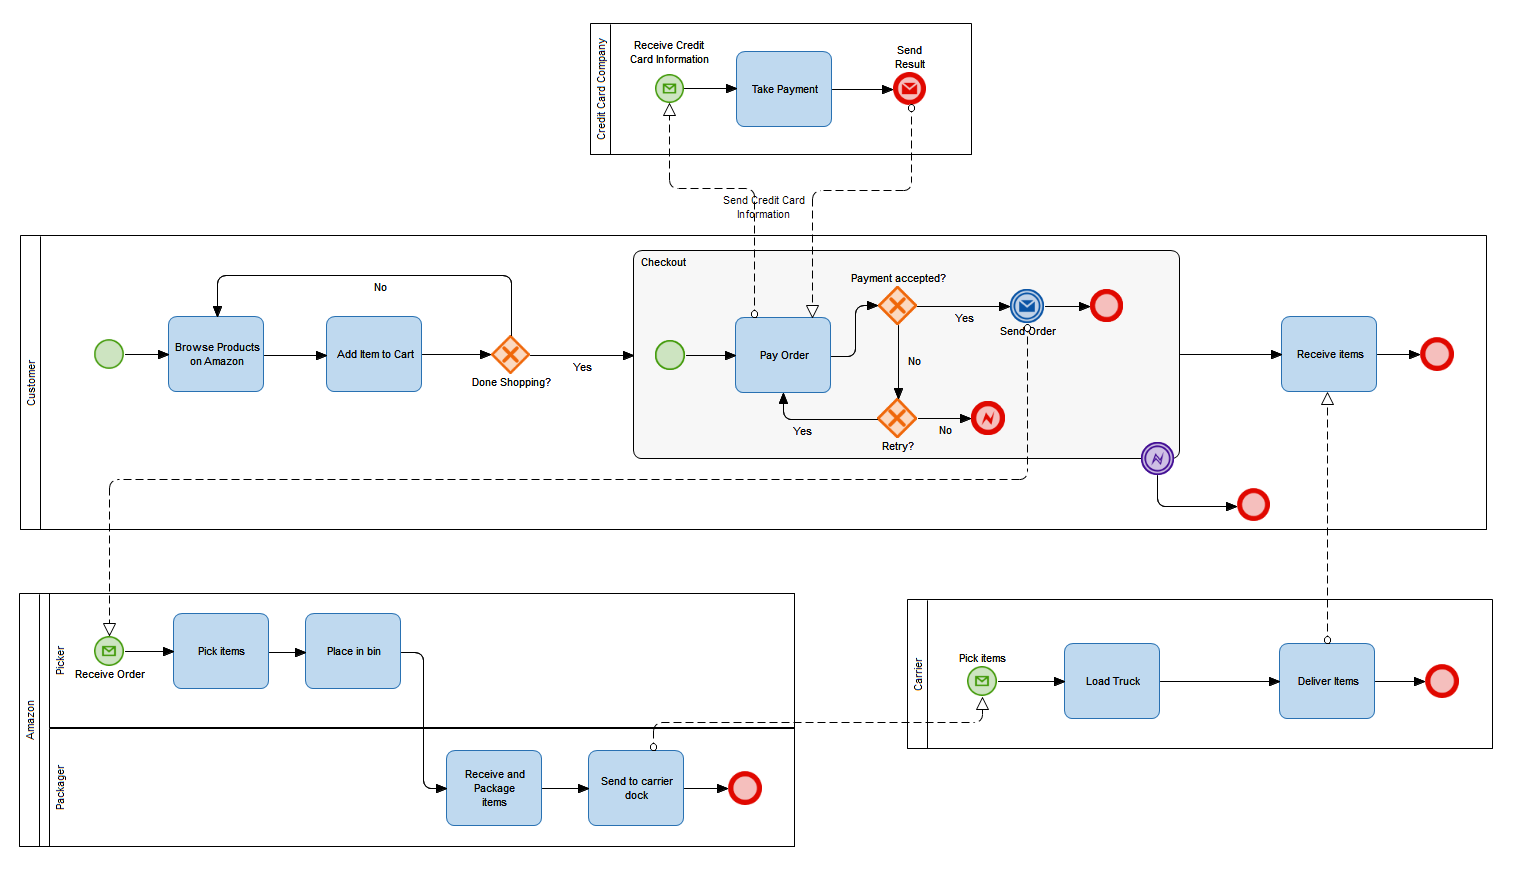 Credit Card Company
Receive Credit
Card Information
Take Payment
Send
Result
Send Credit Card
Information
Customer
No
Browse Products
on Amazon
Add Item to Cart
Done Shopping?
Yes
Checkout
Pay Order
Payment accepted?
Yes
Send Order
No
Yes
Retry?
No
Receive items
Amazon
Picker
Receive Order
Pick items
Place in bin
Packager
Receive and
Package
items
Send to carrier
dock
Carrier
Pick items
Load Truck
Deliver Items